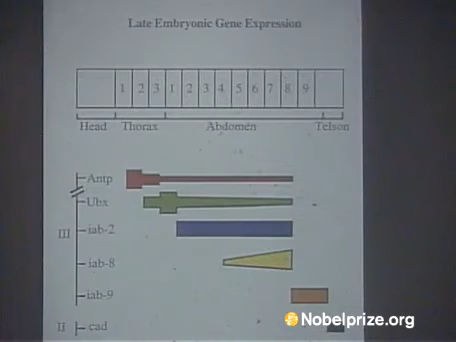 Late Embryonic Gene Expression
1 2 3 1 2 3 4 5 6 7 8 9
Head Thorax Abdomen Telson
Antp
Ubx
III iab-2
iab-8
iab-9
II cad
Nobelprize.org